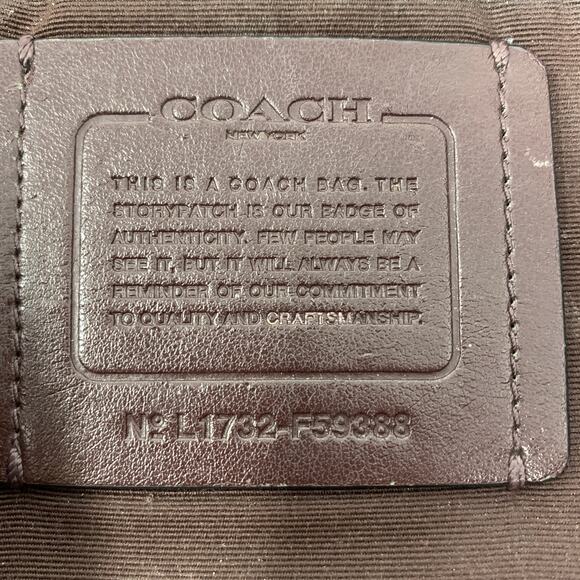 COACH
NEW YORK
THIS IS A COACH BAG. THE
STORYPATCH IS OUR BADGE OF
AUTHENTICITY. FEW PEOPLE MAY
SEE IT, BUT IT WILL ALWAYS BE A
REMINDER OF OUR COMMITMENT
TO QUALITY AND CRAFTSMANSHIP.
Nº L1732-F59388